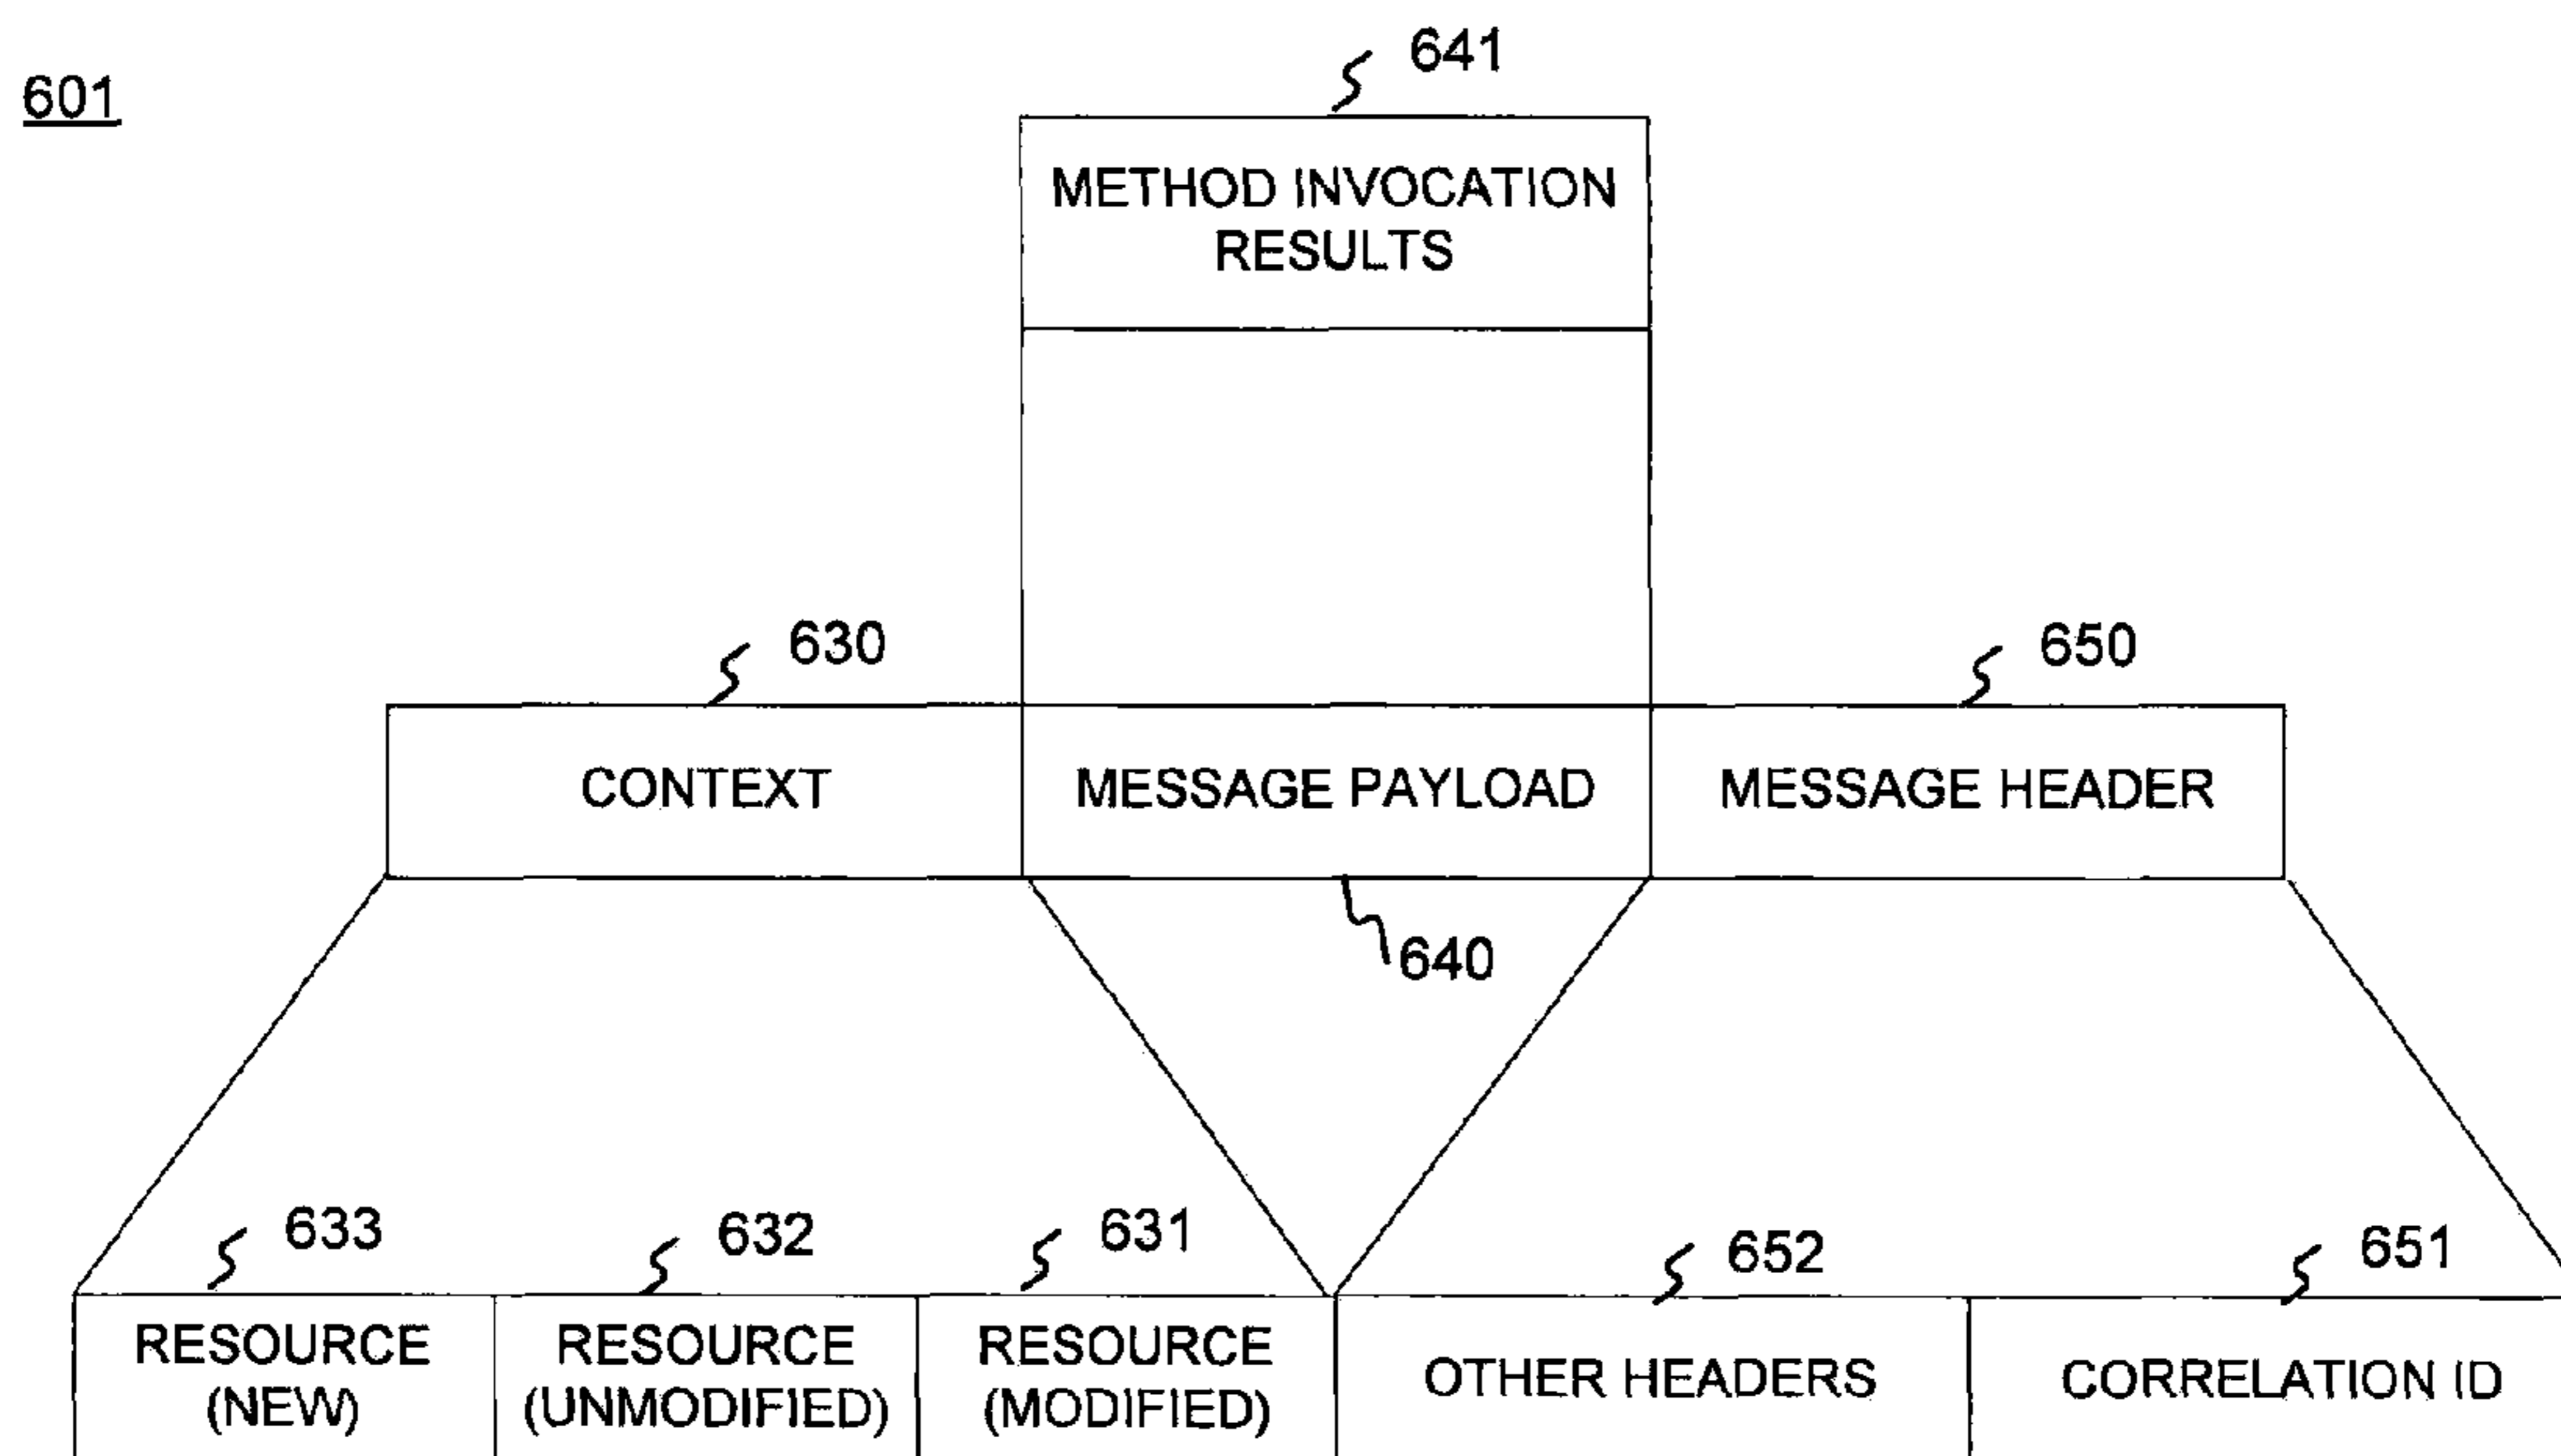 641
601
METHOD INVOCATION
RESULTS
630
650
CONTEXT
MESSAGE PAYLOAD
MESSAGE HEADER
640
633
632
631
652
651
RESOURCE
(NEW)
RESOURCE
(UNMODIFIED)
RESOURCE
(MODIFIED)
OTHER HEADERS
CORRELATION ID